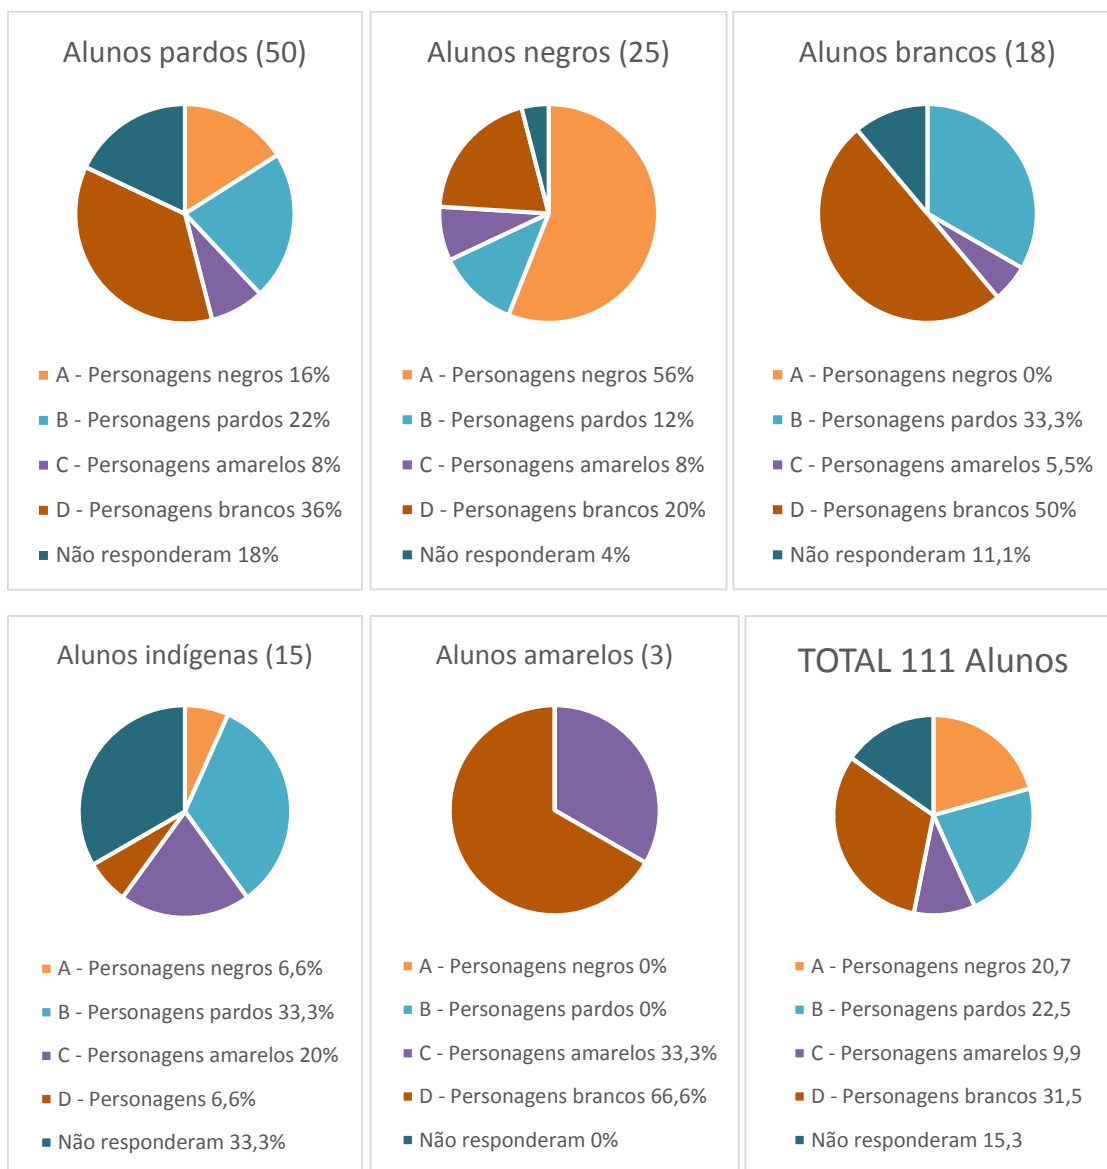 Alunos pardos (50)
A - Personagens negros 16%
B - Personagens pardos 22%
C - Personagens amarelos 8%
D - Personagens brancos 36%
Não responderam 18%
Alunos negros (25)
A - Personagens negros 56%
B - Personagens pardos 12%
C - Personagens amarelos 8%
D - Personagens brancos 20%
Não responderam 4%
Alunos brancos (18)
A - Personagens negros 0%
B - Personagens pardos 33,3%
C - Personagens amarelos 5,5%
D - Personagens brancos 50%
Não responderam 11,1%
Alunos indígenas (15)
A - Personagens negros 6,6%
B - Personagens pardos 33,3%
C - Personagens amarelos 20%
D - Personagens 6,6%
Não responderam 33,3%
Alunos amarelos (3)
A - Personagens negros 0%
B - Personagens pardos 0%
C - Personagens amarelos 33,3%
D - Personagens brancos 66,6%
Não responderam 0%
TOTAL 111 Alunos
A - Personagens negros 20,7
B - Personagens pardos 22,5
C - Personagens amarelos 9,9
D - Personagens brancos 31,5
Não responderam 15,3